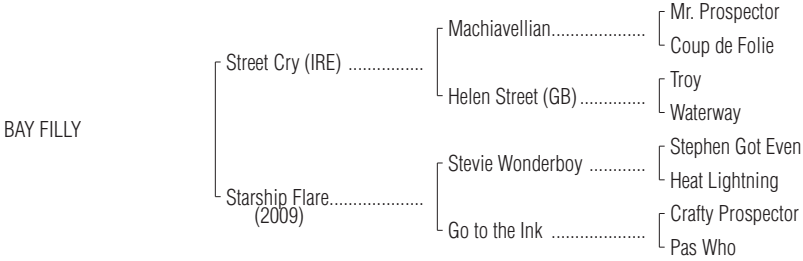 Mr. Prospector
Machiavellian....................
Coup de Folie
Street Cry (IRE) ................
Troy
Helen Street (GB)..............
Waterway
BAY FILLY
Stephen Got Even
Stevie Wonderboy ............
Heat Lightning
Starship Flare....................
(2009)
Crafty Prospector
Go to the Ink ....................
Pas Who